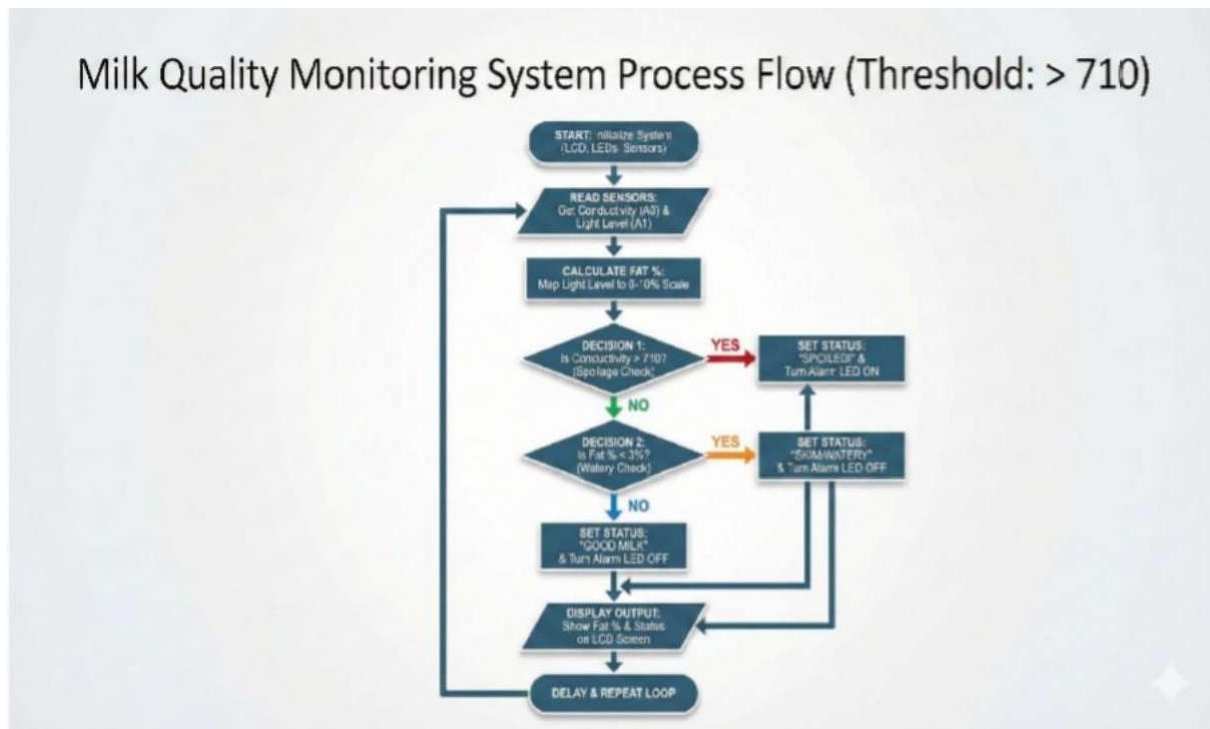 Milk Quality Monitoring System Process Flow (Threshold: > 710)
START: Initialize System
(LCD, LEDs, Sensors)
READ SENSORS:
Get Conductivity (A0) &
Light Level (A1)
CALCULATE FAT %:
Map Light Level to 0-10% Scale
DECISION 1:
Is Conductivity > 710?
(Spoilage Check)
YES
SET STATUS:
"SPOILED!" &
Turn Alarm LED ON
NO
DECISION 2:
Is Fat % < 3%?
(Watery Check)
YES
SET STATUS:
"SKIM/WATERY"
& Turn Alarm LED OFF
NO
SET STATUS:
"GOOD MILK"
& Turn Alarm LED OFF
DISPLAY OUTPUT:
Show Fat % & Status
on LCD Screen
DELAY & REPEAT LOOP